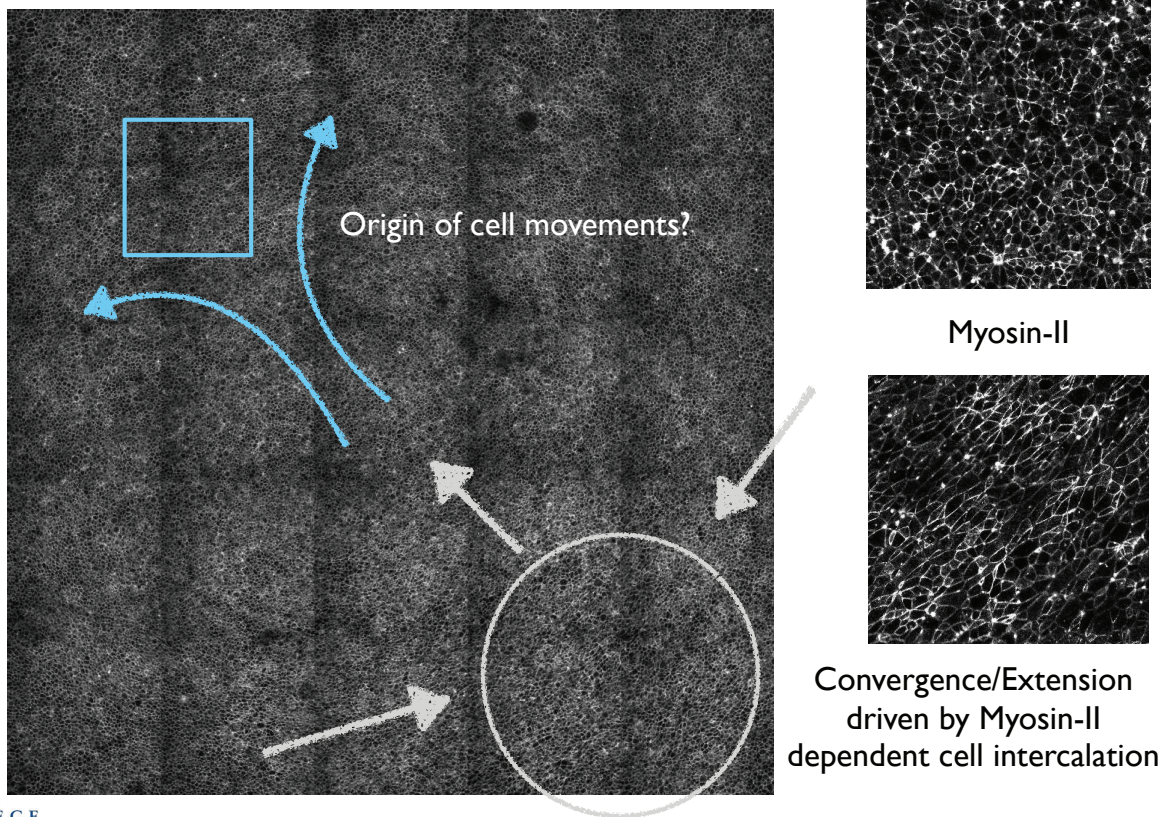 Origin of cell movements?
Myosin-II
Convergence/Extension
driven by Myosin-II
dependent cell intercalation